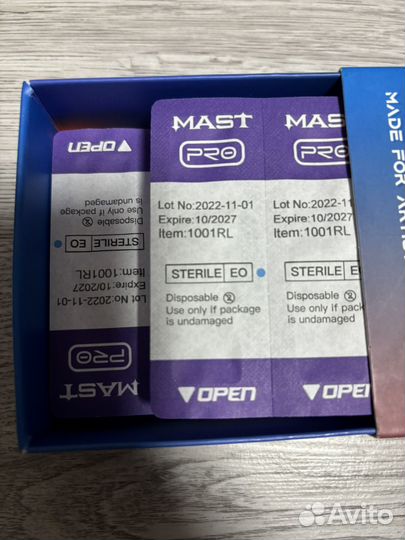 MAST
PRO
Lot No:2022-11-01
Expire:10/2027
Item:1001RL
STERILE EO
Disposable
Use only if package
is undamaged
OPEN
MAST
PRO
Lot No:2022-11
Expire:10/2027
Item:1001RL
STERILE EO
Disposable
Use only if pack
is undamaged
OPEN
MAST
PRO
Lot No:2022-11-01
Expire:10/2027
Item:1001RL
STERILE EO
Disposable
Use only if package
is undamaged
OPEN
MADE FOR
Avito